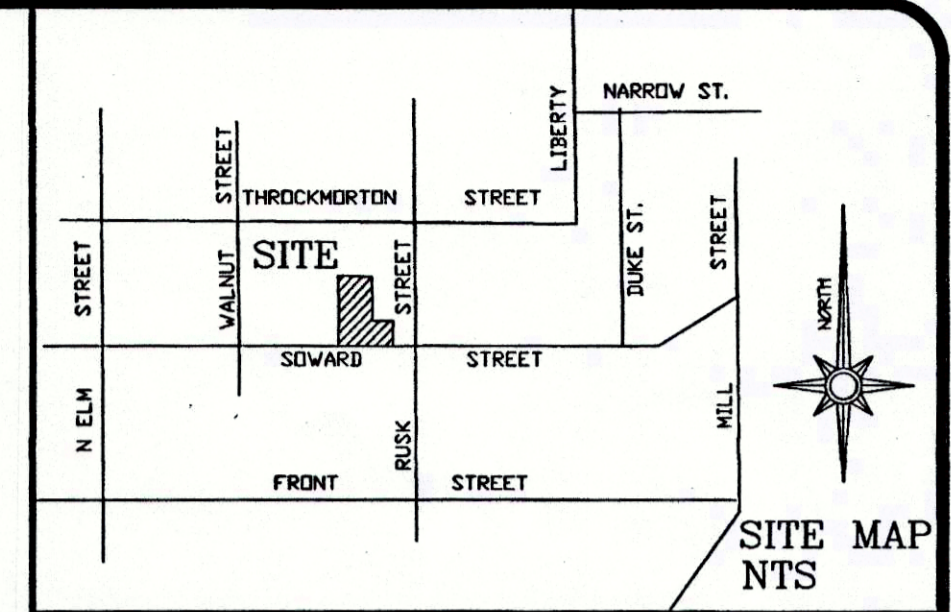 NARROW ST.
LIBERTY
STREET
THROCKMORTON STREET
SITE
STREET
WALNUT
STREET
DUKE ST.
STREET
NORTH
SOWARD STREET
N ELM
RUSK
MILL
FRONT STREET
SITE MAP
NTS